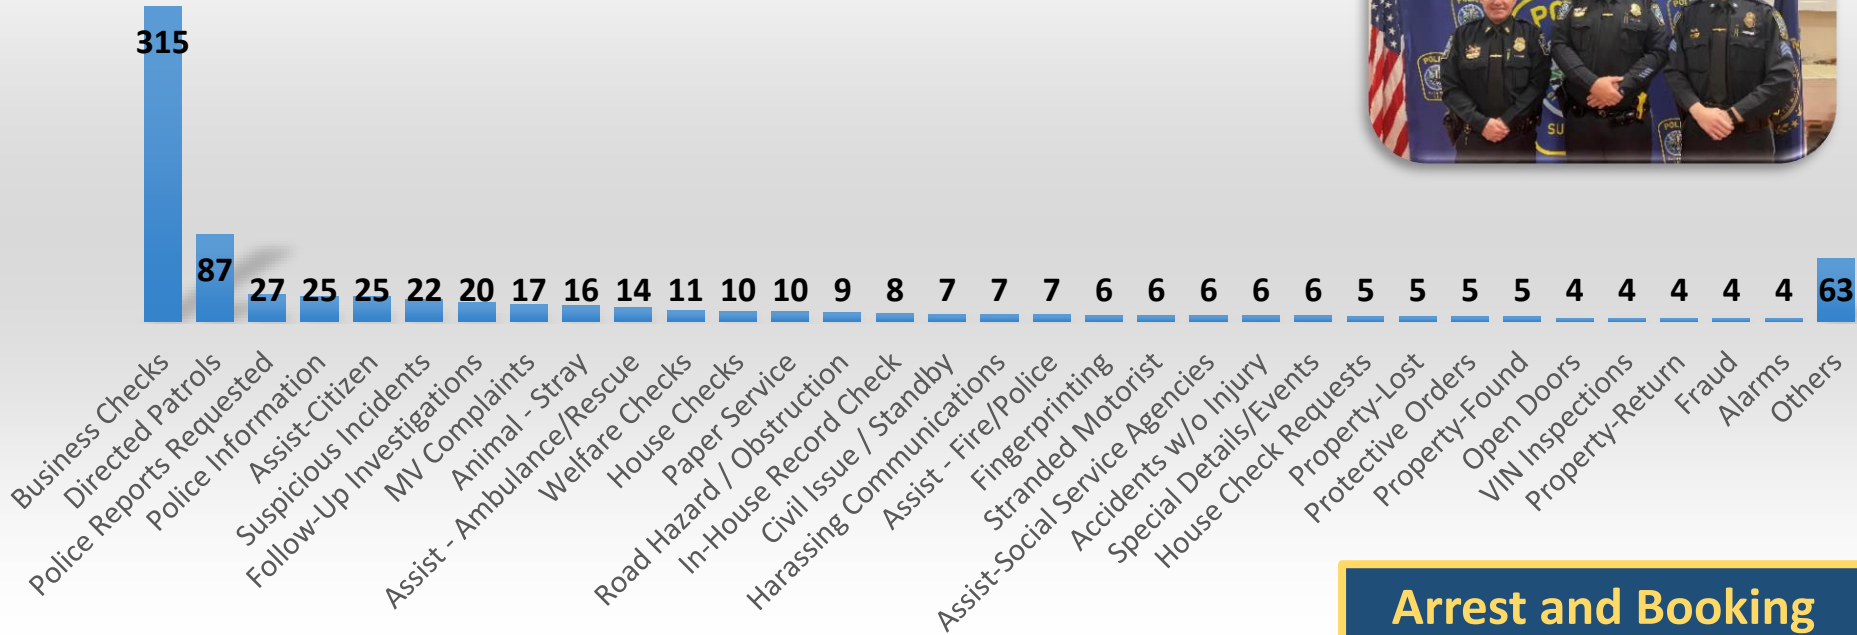 315
87
27
25
25
22
20
17
16
14
11
10
10
9
8
7
7
7
6
6
6
6
6
5
5
5
5
4
4
4
4
4
63
Business Checks
Directed Patrols
Police Reports Requested
Police Information
Assist-Citizen
Suspicious Incidents
Follow-Up Investigations
MV Complaints
Animal - Stray
Assist - Ambulance/Rescue
Welfare Checks
House Checks
Paper Service
Road Hazard / Obstruction
In-House Record Check
Civil Issue / Standby
Harassing Communications
Assist - Fire/Police
Fingerprinting
Stranded Motorist
Assist-Social Service Agencies
Accidents w/o Injury
Special Details/Events
House Check Requests
Property-Lost
Protective Orders
Property-Found
Open Doors
VIN Inspections
Property-Return
Fraud
Alarms
Others
Arrest and Booking